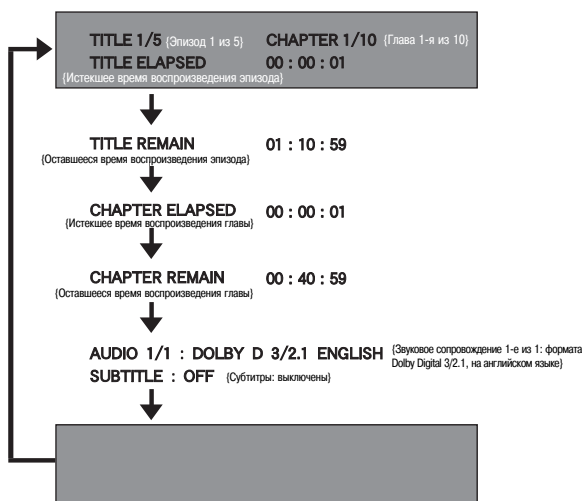 TITLE 1/5 {Эпизод 1 из 5} CHAPTER 1/10 {Глава 1-я из 10}
TITLE ELAPSED 00 : 00 : 01
{Истекшее время воспроизведения эпизода}
TITLE REMAIN 01 : 10 : 59
{Оставшееся время воспроизведения эпизода}
CHAPTER ELAPSED 00 : 00 : 01
{Истекшее время воспроизведения главы}
CHAPTER REMAIN 00 : 40 : 59
{Оставшееся время воспроизведения главы}
AUDIO 1/1 : DOLBY D 3/2.1 ENGLISH {Звуковое сопровождение 1-е из 1: формата
Dolby Digital 3/2.1, на английском языке}
SUBTITLE : OFF {Субтитры: выключены}